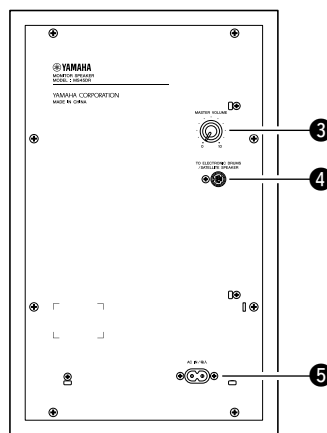 YAMAHA
MONITOR SPEAKER
MODEL : MS45DR
YAMAHA CORPORATION
MADE IN CHINA
MASTER VOLUME
0 10
3
TO ELECTRONIC DRUMS
/SATELLITE SPEAKER
4
AC IN
5